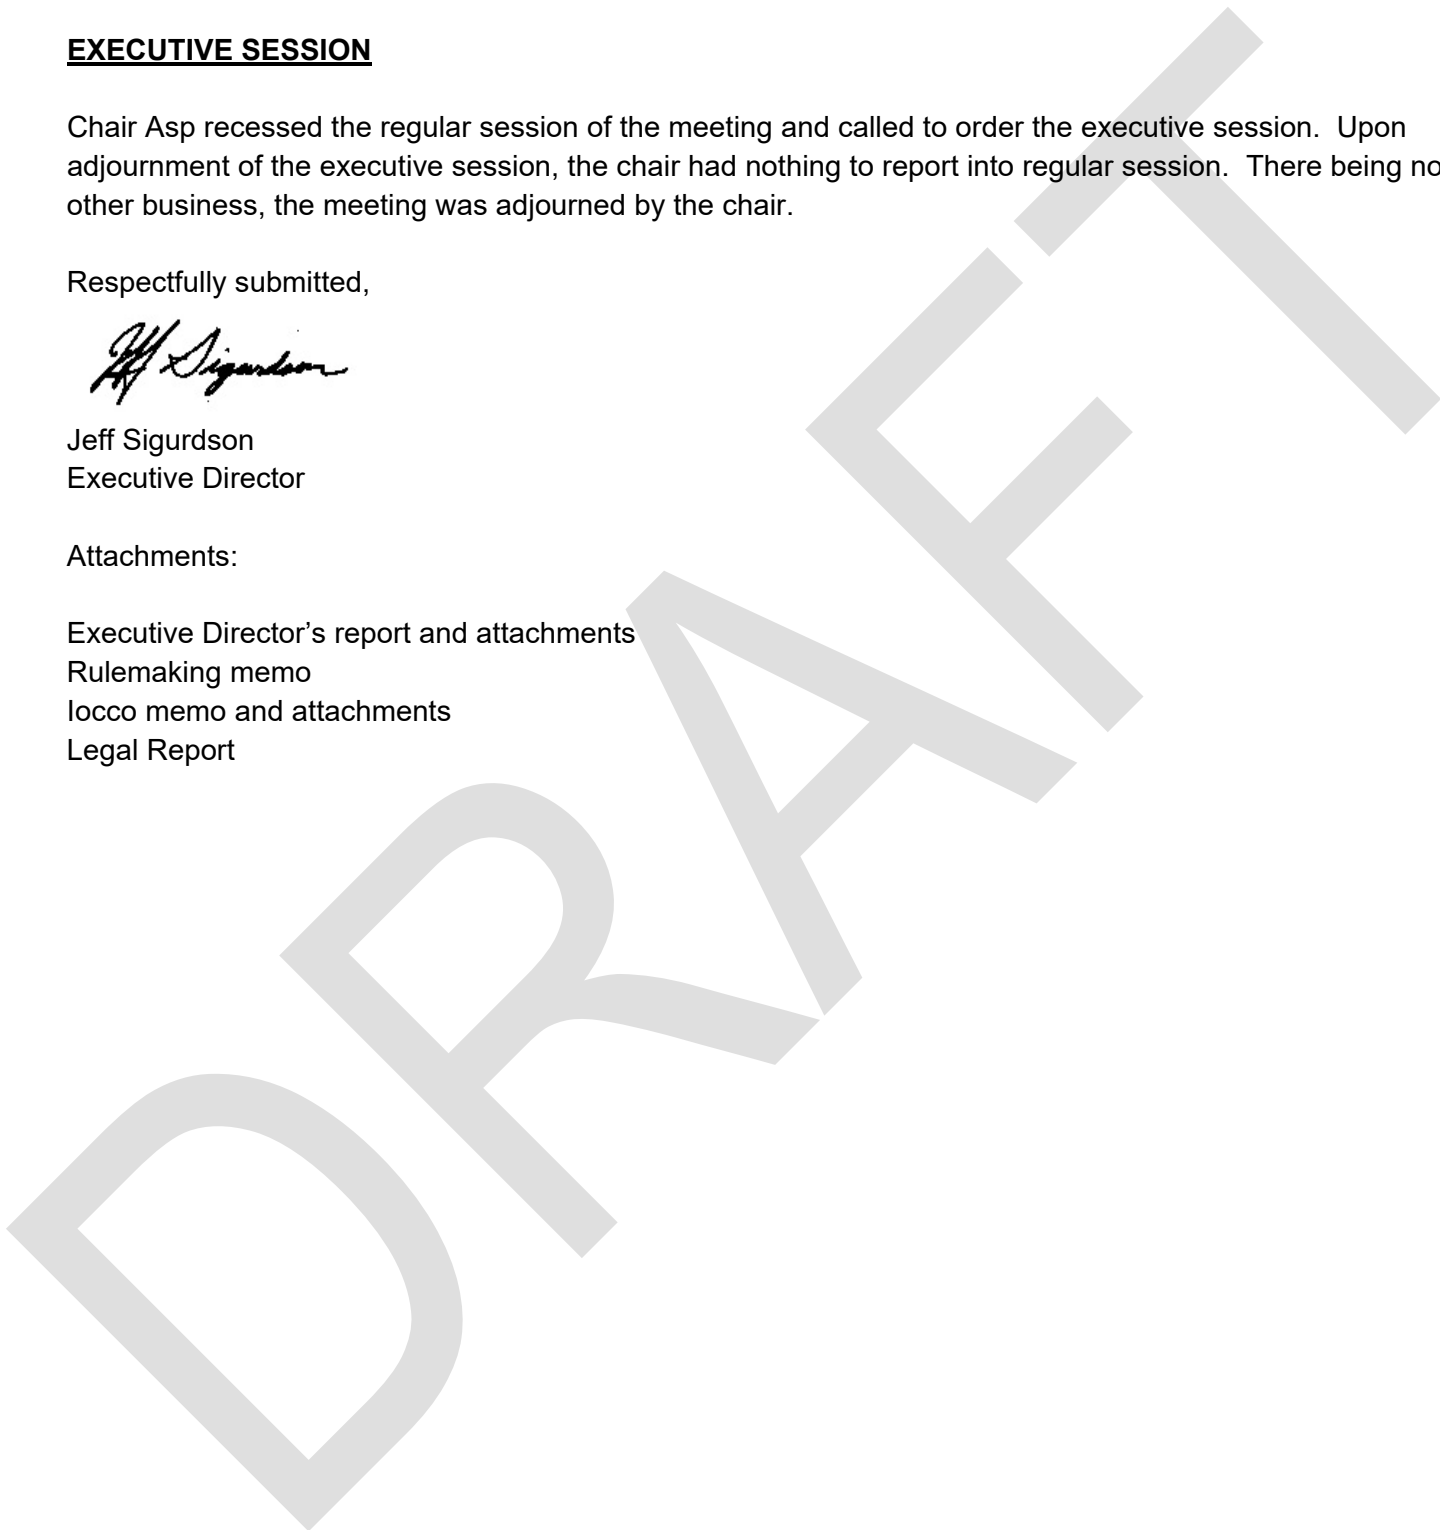 EXECUTIVE SESSION
Chair Asp recessed the regular session of the meeting and called to order the executive session.  Upon
adjournment of the executive session, the chair had nothing to report into regular session.  There being no
other business, the meeting was adjourned by the chair.
Respectfully submitted,
Jeff Sigurdson
Jeff Sigurdson
Executive Director
Attachments:
Executive Director’s report and attachments
Rulemaking memo
Iocco memo and attachments
Legal Report
DRAFT